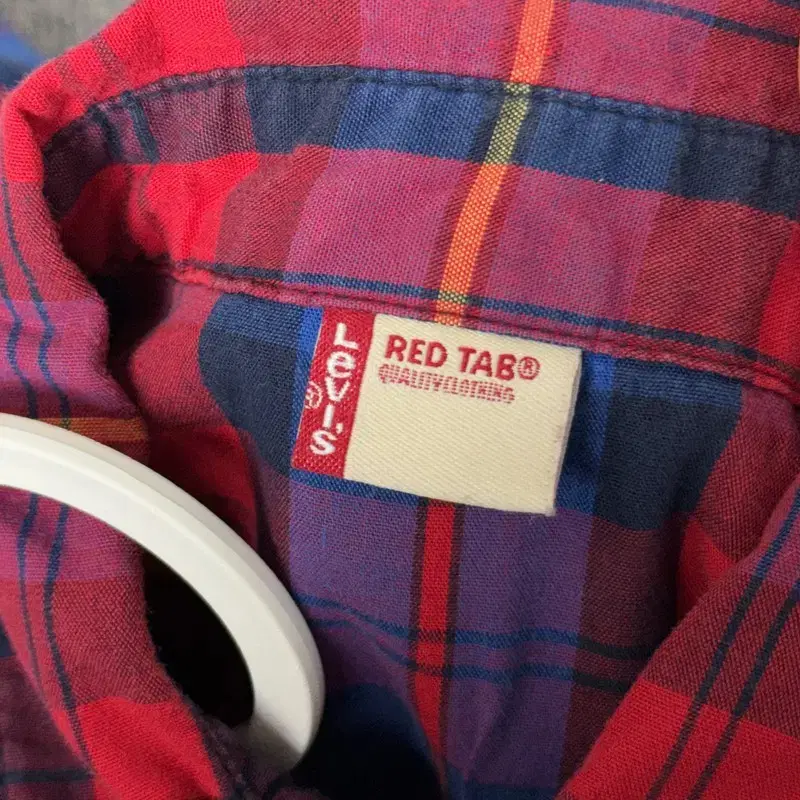 Levi's
®
RED TAB®
QUALITY CLOTHING